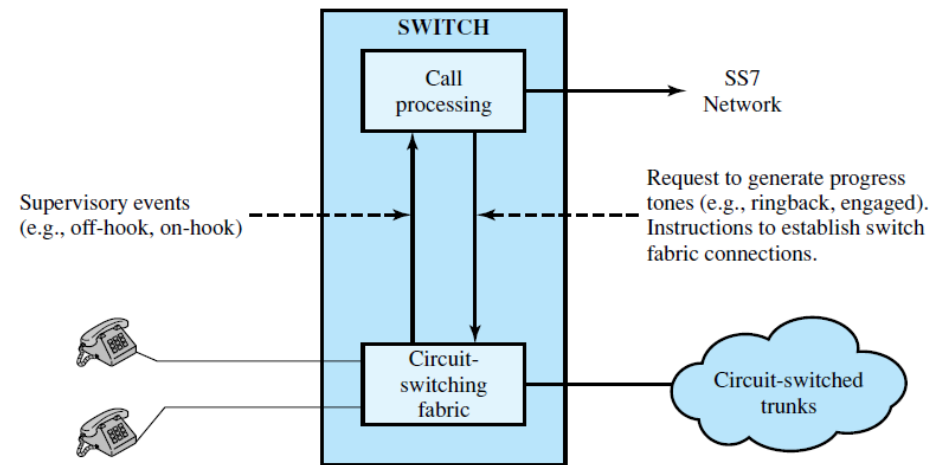 SWITCH
Call
processing
SS7
Network
Supervisory events
(e.g., off-hook, on-hook)
Request to generate progress
tones (e.g., ringback, engaged).
Instructions to establish switch
fabric connections.
Circuit-
switching
fabric
Circuit-switched
trunks